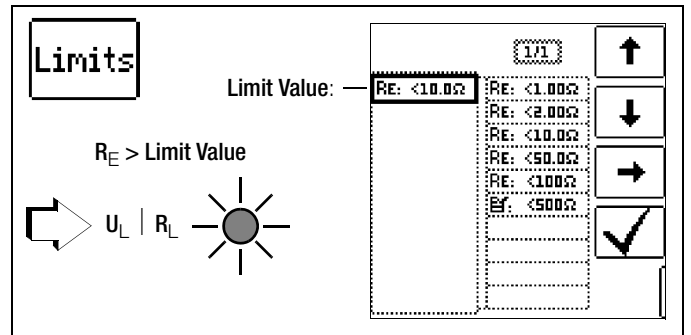 Limits
1/1
Limit Value:
RE: <10.0Ω
RE: <1.00Ω
RE: <2.00Ω
RE: <10.0Ω
RE: <50.0Ω
RE: <100Ω
<500Ω
RE > Limit Value
UL | RL